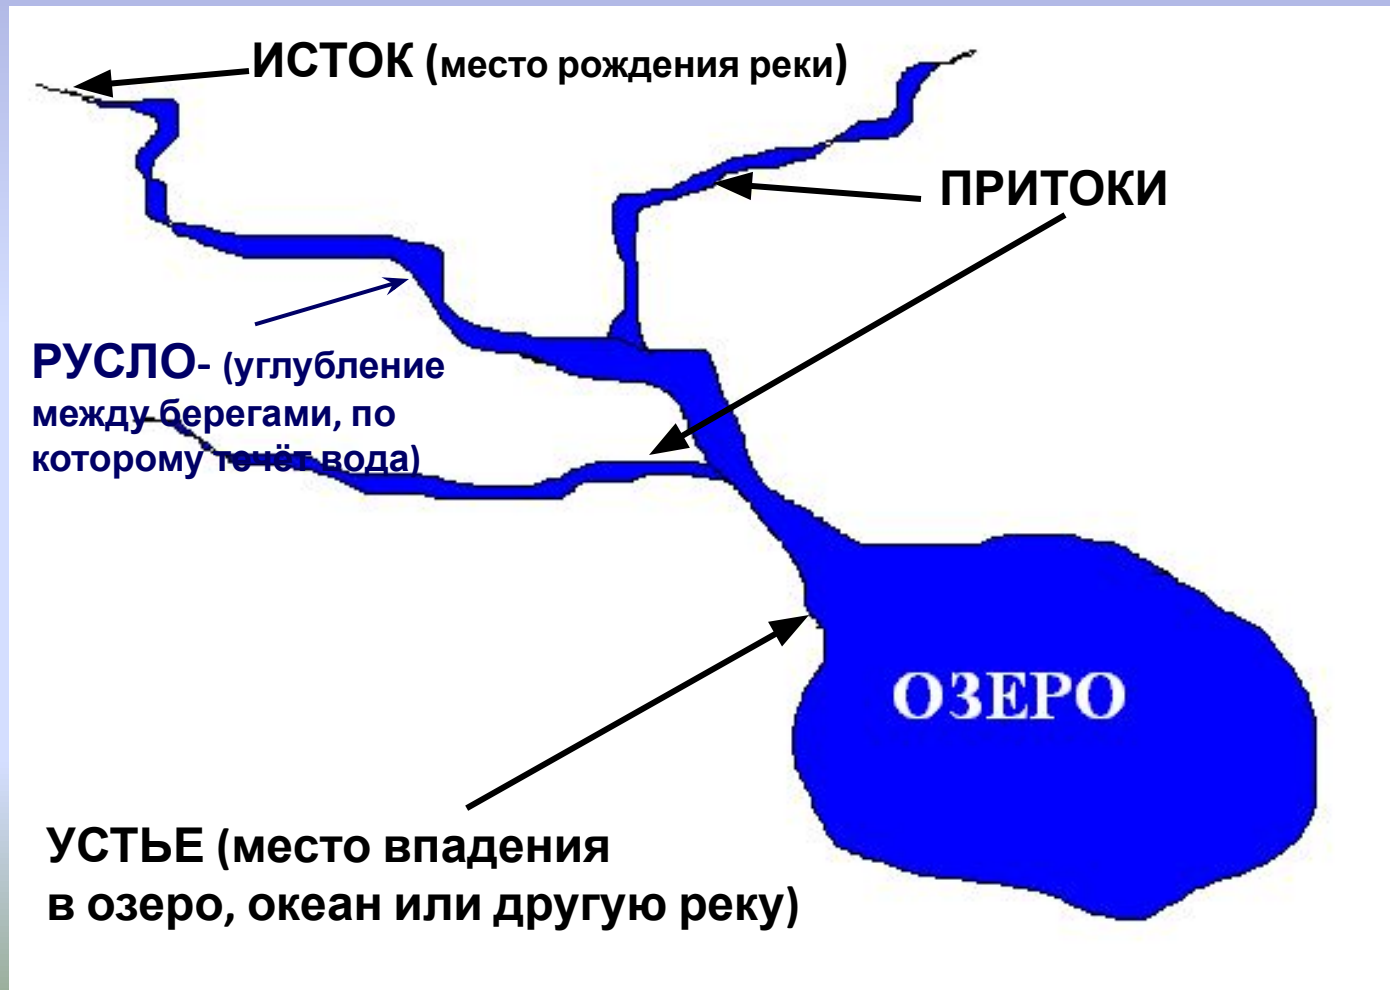 ИСТОК (место рождения реки)
ПРИТОКИ
РУСЛО- (углубление
между берегами, по
которому течёт вода)
ОЗЕРО
УСТЬЕ (место впадения
в озеро, океан или другую реку)